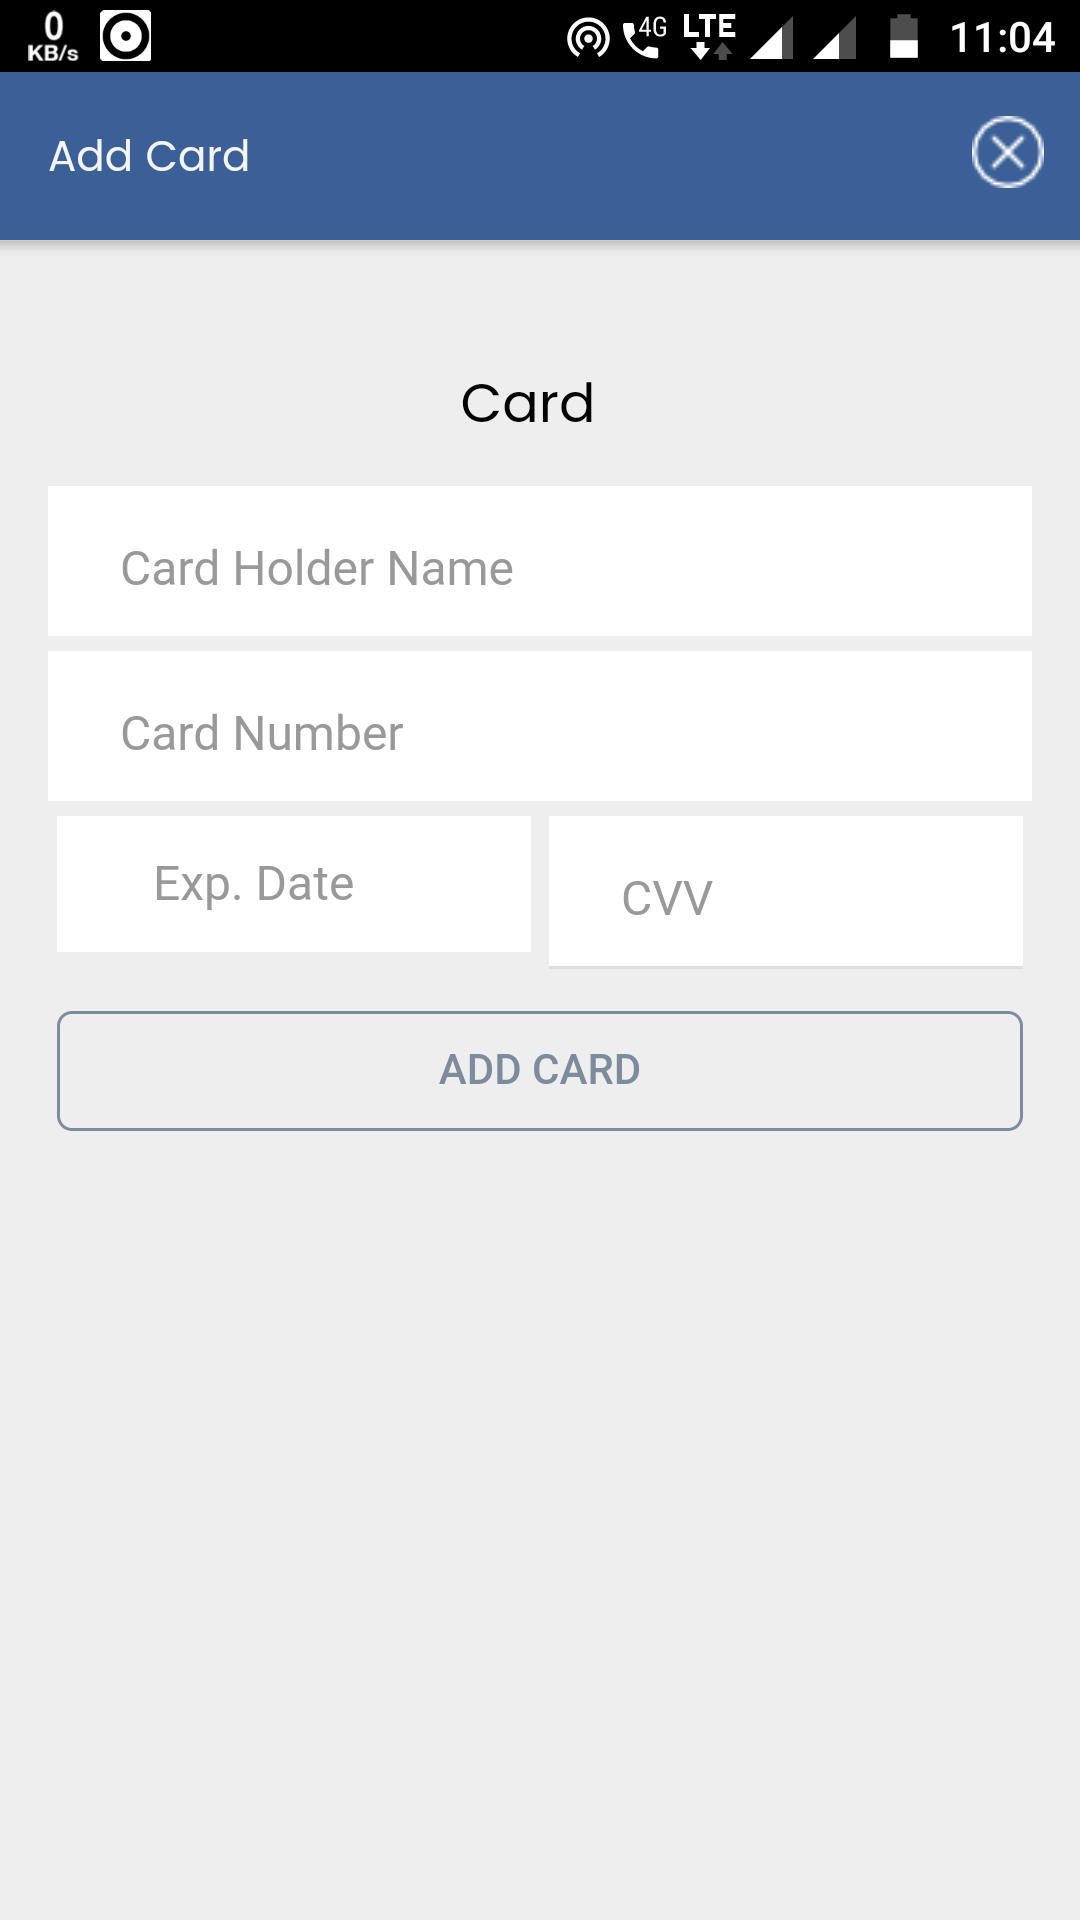 0
KB/s
4G
LTE
11:04
Add Card
Card
Card Holder Name
Card Number
Exp. Date
CVV
ADD CARD